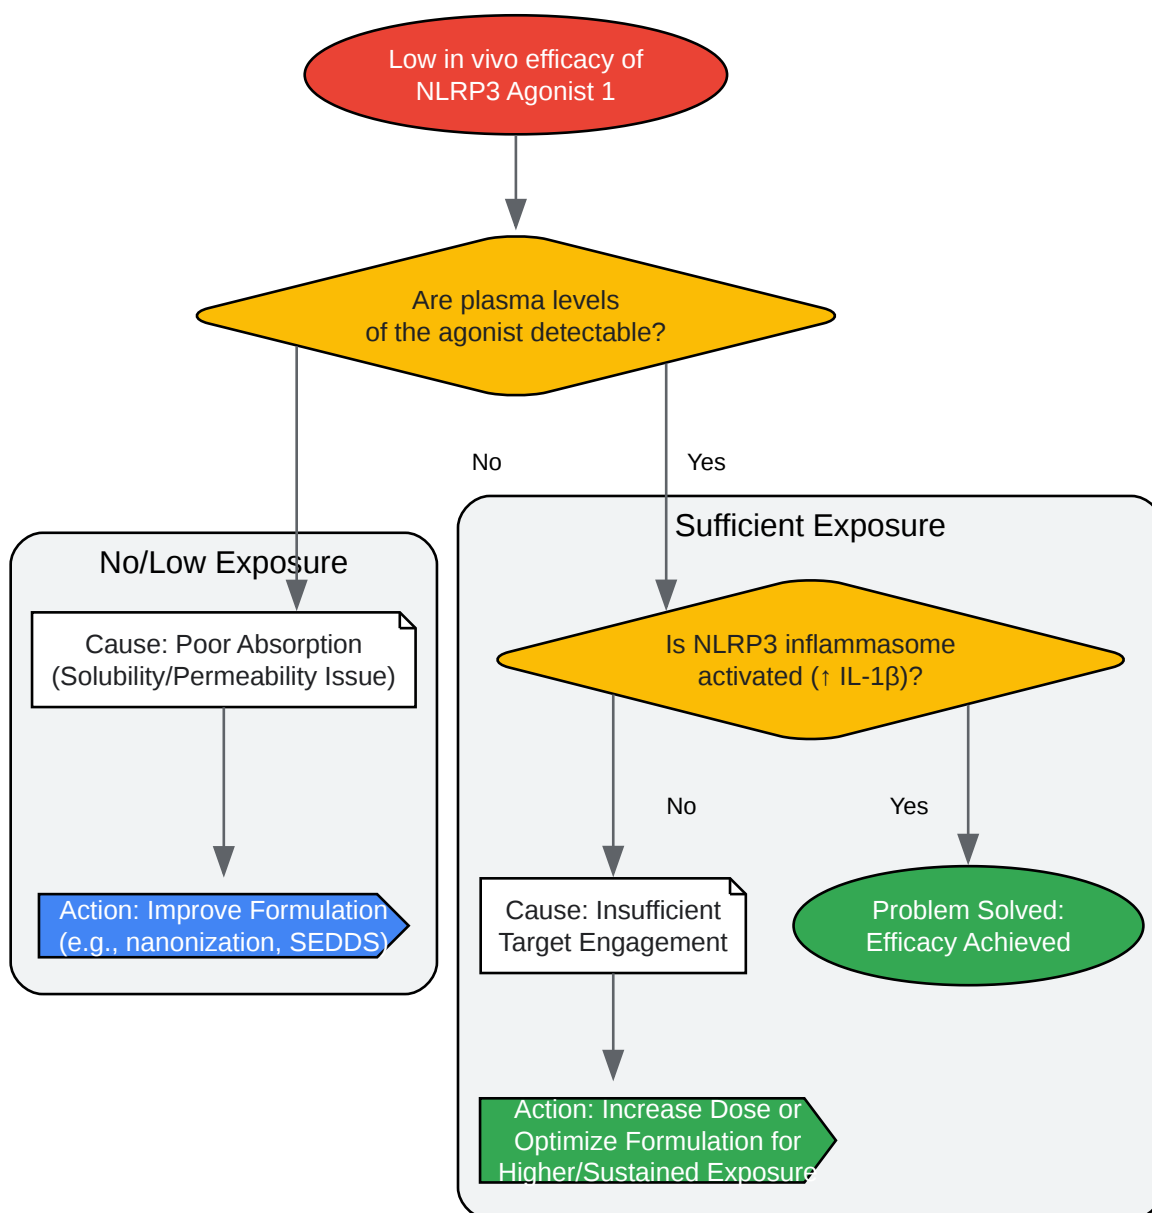 Low in vivo efficacy of
NLRP3 Agonist 1
Are plasma levels
of the agonist detectable?
No
Yes
No/Low Exposure
Cause: Poor Absorption
(Solubility/Permeability Issue)
Action: Improve Formulation
(e.g., nanonization, SEDDS)
Sufficient Exposure
Is NLRP3 inflammasome
activated (↑ IL-1β)?
No
Yes
Cause: Insufficient
Target Engagement
Problem Solved:
Efficacy Achieved
Action: Increase Dose or
Optimize Formulation for
Higher/Sustained Exposure